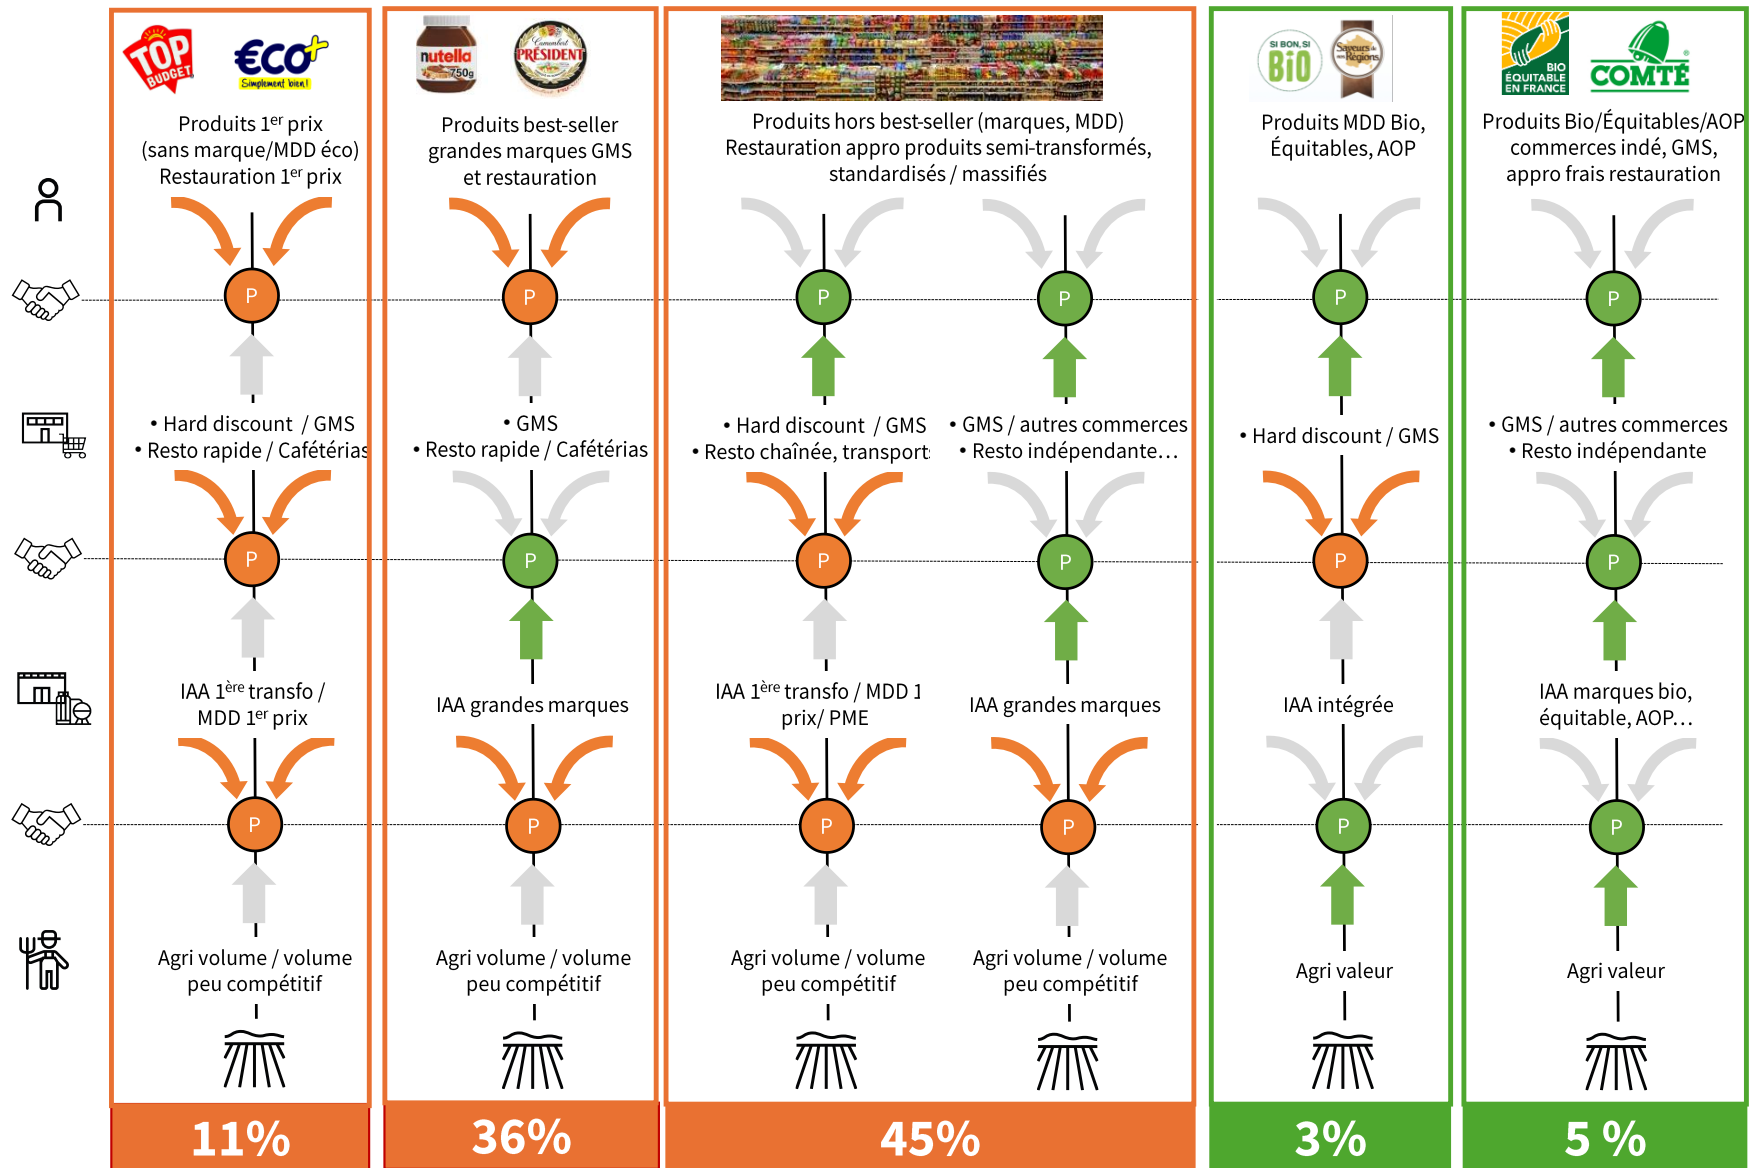 TOP
BUDGET
€CO+
Simplement bien!
Produits 1er prix
(sans marque/MDD éco)
Restauration 1er prix
P
• Hard discount / GMS
• Resto rapide / Cafétérias
P
IAA 1ère transfo /
MDD 1er prix
P
Agri volume / volume
peu compétitif
11%
nutella
750g
Camembert
PRÉSIDENT
Produits best-seller
grandes marques GMS
et restauration
P
• GMS
• Resto rapide / Cafétérias
P
IAA grandes marques
P
Agri volume / volume
peu compétitif
36%
Produits hors best-seller (marques, MDD)
Restauration appro produits semi-transformés,
standardisés / massifiés
P
• Hard discount / GMS
• Resto chaînée, transport
P
IAA 1ère transfo / MDD 1
prix/ PME
P
Agri volume / volume
peu compétitif
P
• GMS / autres commerces
• Resto indépendante…
P
IAA grandes marques
P
Agri volume / volume
peu compétitif
45%
SI BON, SI
BIO
Saveurs de
nos Régions
Produits MDD Bio,
Équitables, AOP
P
• Hard discount / GMS
P
IAA intégrée
P
Agri valeur
3%
BIO
ÉQUITABLE
EN FRANCE
COMTÉ
®
Produits Bio/Équitables/AOP
commerces indé, GMS,
appro frais restauration
P
• GMS / autres commerces
• Resto indépendante
P
IAA marques bio,
équitable, AOP…
P
Agri valeur
5 %